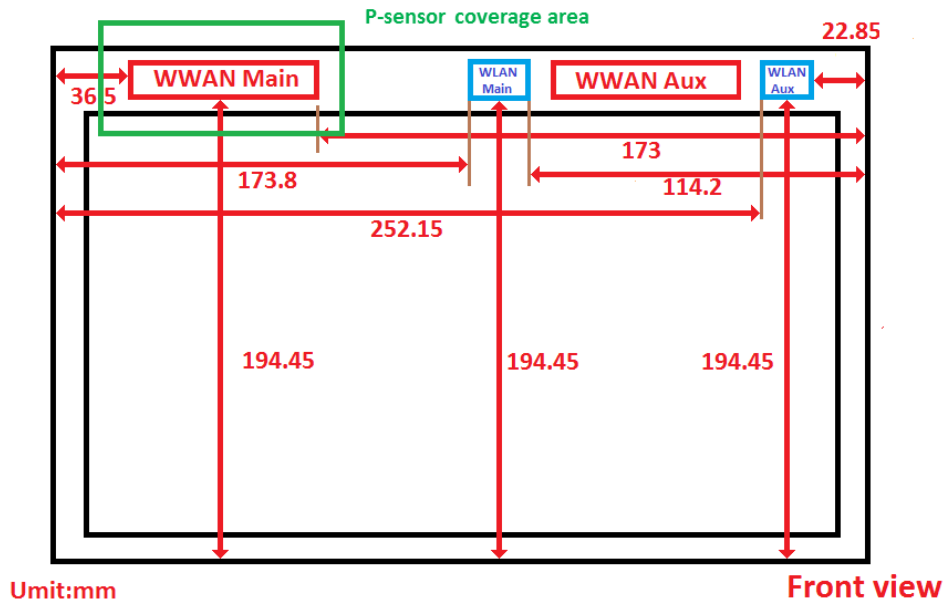 P-sensor coverage area
22.85
WWAN Main
WLAN
Main
WWAN Aux
WLAN
Aux
36.5
173
173.8
114.2
252.15
194.45
194.45
194.45
Umit:mm
Front view